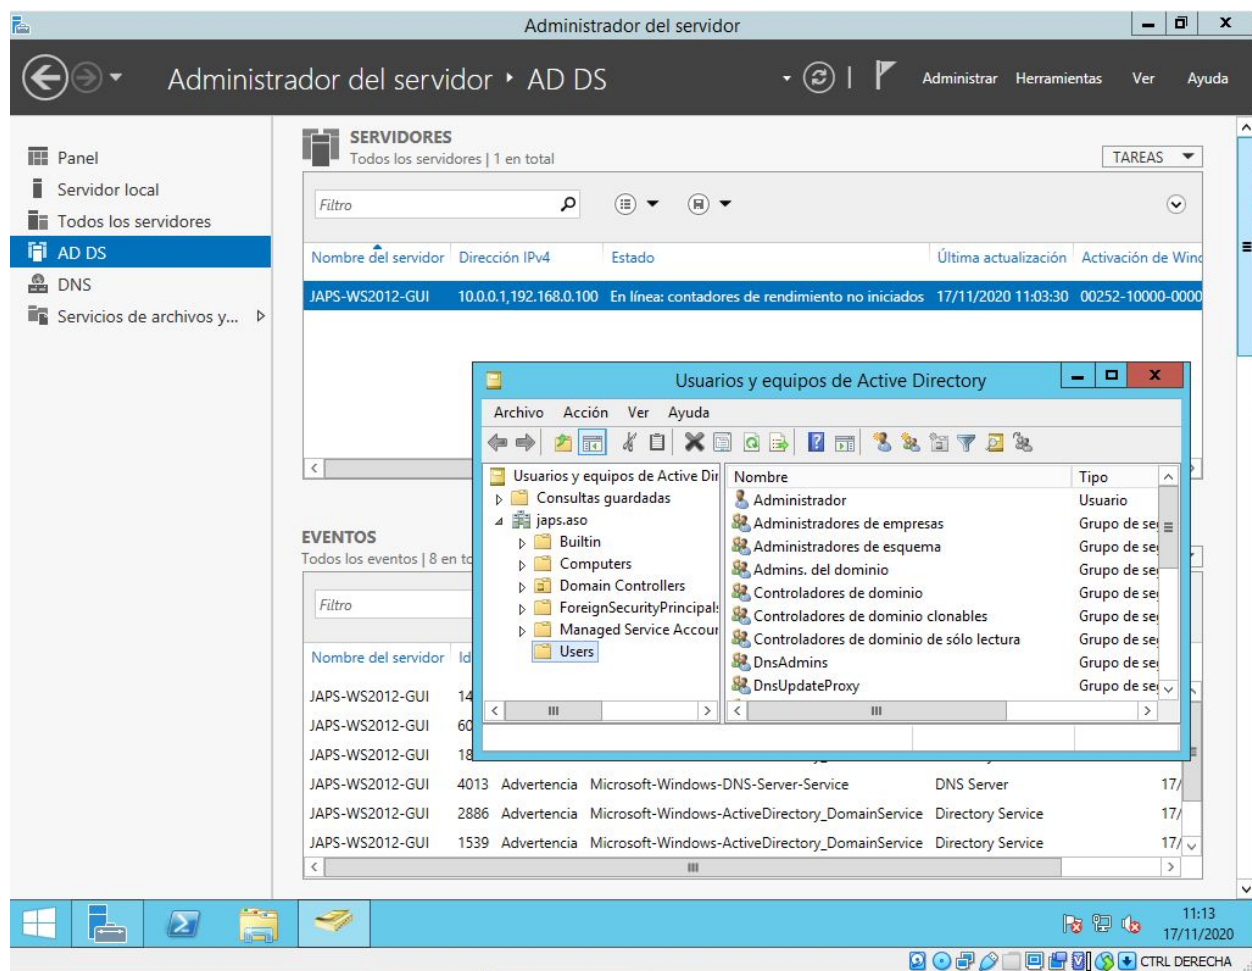 Administrador del servidor
Administrador del servidor ‣ AD DS
Administrar Herramientas Ver Ayuda
Panel
Servidor local
Todos los servidores
AD DS
DNS
Servicios de archivos y...
SERVIDORES
Todos los servidores | 1 en total
TAREAS
Filtro
Nombre del servidor Dirección IPv4 Estado Última actualización Activación de Wind
JAPS-WS2012-GUI 10.0.0.1,192.168.0.100 En línea: contadores de rendimiento no iniciados 17/11/2020 11:03:30 00252-10000-0000
EVENTOS
Todos los eventos | 8 en to
Filtro
Nombre del servidor Id
JAPS-WS2012-GUI 14
JAPS-WS2012-GUI 60
JAPS-WS2012-GUI 18
JAPS-WS2012-GUI 4013 Advertencia Microsoft-Windows-DNS-Server-Service DNS Server 17/
JAPS-WS2012-GUI 2886 Advertencia Microsoft-Windows-ActiveDirectory_DomainService Directory Service 17/
JAPS-WS2012-GUI 1539 Advertencia Microsoft-Windows-ActiveDirectory_DomainService Directory Service 17/
Usuarios y equipos de Active Directory
Archivo Acción Ver Ayuda
Usuarios y equipos de Active Dir
Consultas guardadas
japs.aso
Builtin
Computers
Domain Controllers
ForeignSecurityPrincipals
Managed Service Accour
Users
Nombre Tipo
Administrador Usuario
Administradores de empresas Grupo de seg
Administradores de esquema Grupo de seg
Admins. del dominio Grupo de seg
Controladores de dominio Grupo de seg
Controladores de dominio clonables Grupo de seg
Controladores de dominio de sólo lectura Grupo de seg
DnsAdmins Grupo de seg
DnsUpdateProxy Grupo de seg
11:13
17/11/2020
CTRL DERECHA